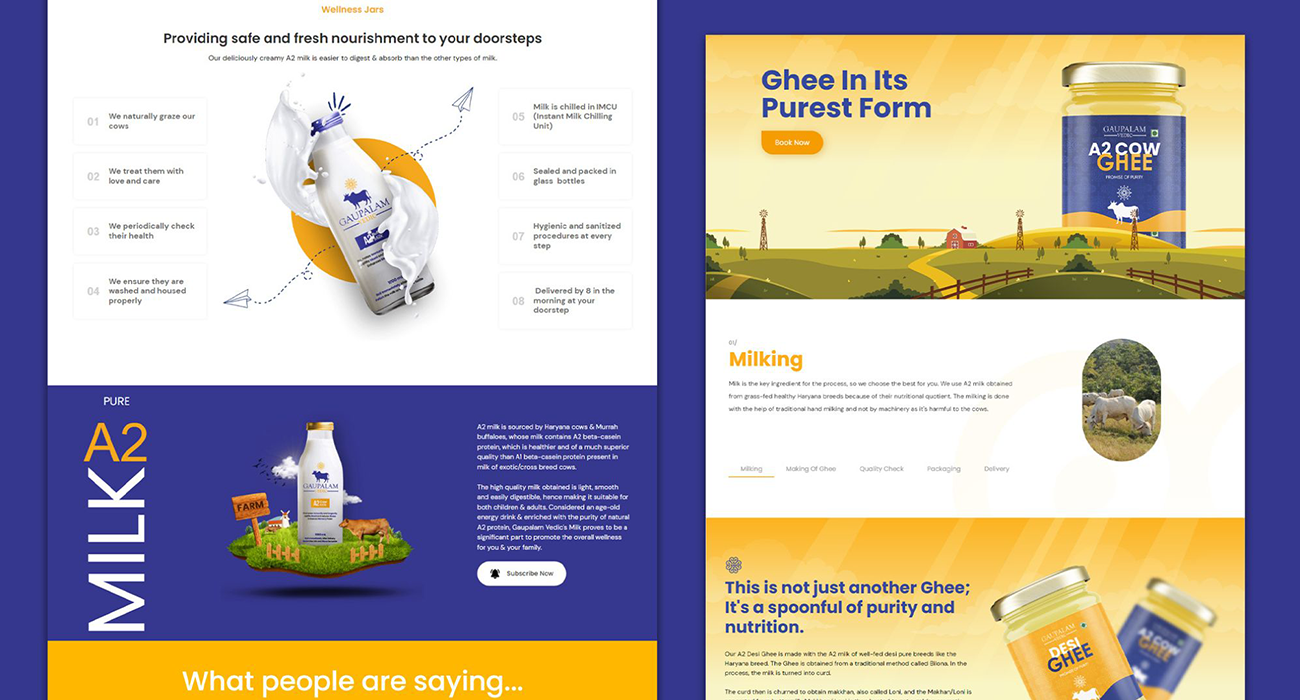 Wellness Jars
Providing safe and fresh nourishment to your doorsteps
Our deliciously creamy A2 milk is easier to digest & absorb than the other types of milk.
01
We naturally graze our
cows
02
We treat them with
love and care
03
We periodically check
their health
04
We ensure they are
washed and housed
properly
GAUPALAM
05
Milk is chilled in IMCU
(Instant Milk Chilling
Unit)
06
Sealed and packed in
glass bottles
07
Hygienic and sanitized
procedures at every
step
08
Delivered by 8 in the
morning at your
doorstep
PURE
A2
MILK
FARM
GAUPALAM
A2 milk is sourced by Haryana cows & Murrah
buffaloes, whose milk contains A2 beta-casein
protein, which is healthier and of a much superior
quality than A1 beta-casein protein present in
milk of exotic/cross breed cows.
The high quality milk obtained is light, smooth
and easily digestible, hence making it suitable for
both children & adults. Considered an age-old
energy drink & enriched with the purity of natural
A2 protein, Gaupalam Vedic's Milk proves to be a
significant part to promote the overall wellness
for you & your family.
Subscribe Now
What people are saying...
Ghee In Its
Purest Form
Book Now
GAUPALAM
VEDIC
A2 COW
GHEE
PROMISE OF PURITY
01/
Milking
Milk is the key ingredient for the process, so we choose the best for you. We use A2 milk obtained
from grass-fed healthy Haryana breeds because of their nutritional quotient. The milking is done
with the help of traditional hand milking and not by machinery as it's harmful to the cows.
Milking
Making Of Ghee
Quality Check
Packaging
Delivery
This is not just another Ghee;
It's a spoonful of purity and
nutrition.
Our A2 Desi Ghee is made with the A2 milk of well-fed desi pure breeds like the
Haryana breed. The Ghee is obtained from a traditional method called Bilona. In the
process, the milk is turned into curd.
The curd then is churned to obtain makkhan, also called Loni, and the Makhan/Loni is
GAUPALAM
DESI
GHEE
A2 COW
GHEE